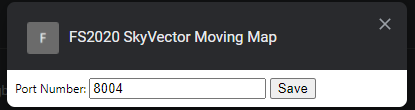 F FS2020 SkyVector Moving Map
Port Number: 8004 Save